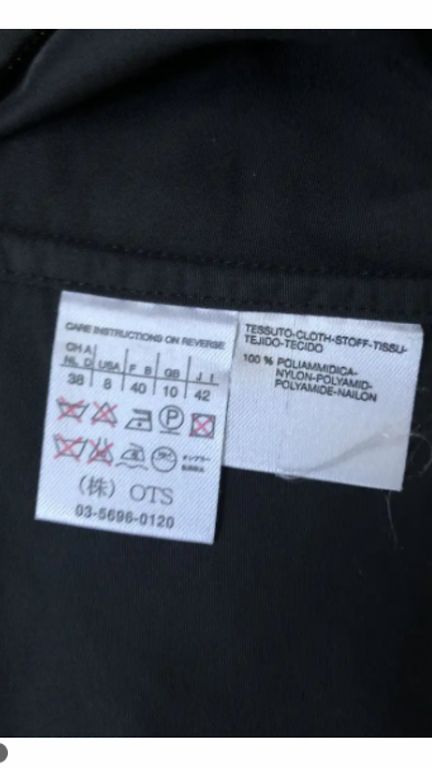 CARE INSTRUCTIONS ON REVERSE
CH A
NL D USA F B GB J I
38 8 40 10 42
P
(株) OTS
03-5696-0120
TESSUTO-CLOTH-STOFF-TISSU-
TEJIDO-TECIDO
100 % POLIAMMIDICA-
NYLON-POLYAMID-
POLYAMIDE-NAILON